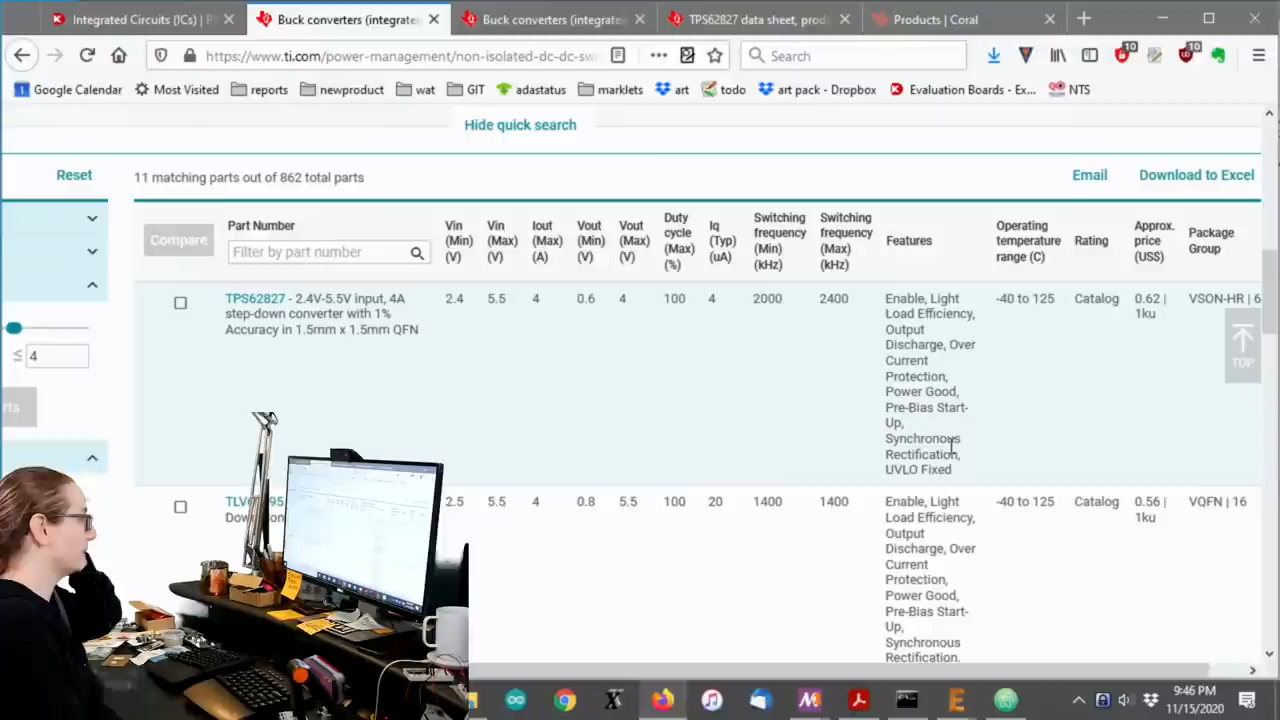 Integrated Circuits (ICs) | P
Buck converters (integrate
Buck converters (integrate
TPS62827 data sheet, prod
Products | Coral
https://www.ti.com/power-management/non-isolated-dc-dc-sw
Search
10
10
Google Calendar
Most Visited
reports
newproduct
wat
GIT
adastatus
marklets
art
todo
art pack - Dropbox
Evaluation Boards - Ex...
NTS
Hide quick search
Reset
11 matching parts out of 862 total parts
Email
Download to Excel
Compare
Part Number
Filter by part number
Vin
(Min)
(V)
Vin
(Max)
(V)
Iout
(Max)
(A)
Vout
(Min)
(V)
Vout
(Max)
(V)
Duty
cycle
(Max)
(%)
Iq
(Typ)
(uA)
Switching
frequency
(Min)
(kHz)
Switching
frequency
(Max)
(kHz)
Features
Operating
temperature
range (C)
Rating
Approx.
price
(US$)
Package
Group
≤ 4
TPS62827 - 2.4V-5.5V input, 4A
step-down converter with 1%
Accuracy in 1.5mm x 1.5mm QFN
2.4
5.5
4
0.6
4
100
4
2000
2400
Enable, Light
Load Efficiency,
Output
Discharge, Over
Current
Protection,
Power Good,
Pre-Bias Start-
Up,
Synchronous
Rectification,
UVLO Fixed
-40 to 125
Catalog
0.62 |
1ku
VSON-HR | 6
TOP
2.5
5.5
4
0.8
5.5
100
20
1400
1400
Enable, Light
Load Efficiency,
Output
Discharge, Over
Current
Protection,
Power Good,
Pre-Bias Start-
Up,
Synchronous
Rectification,
-40 to 125
Catalog
0.56 |
1ku
VQFN | 16
9:46 PM
11/15/2020